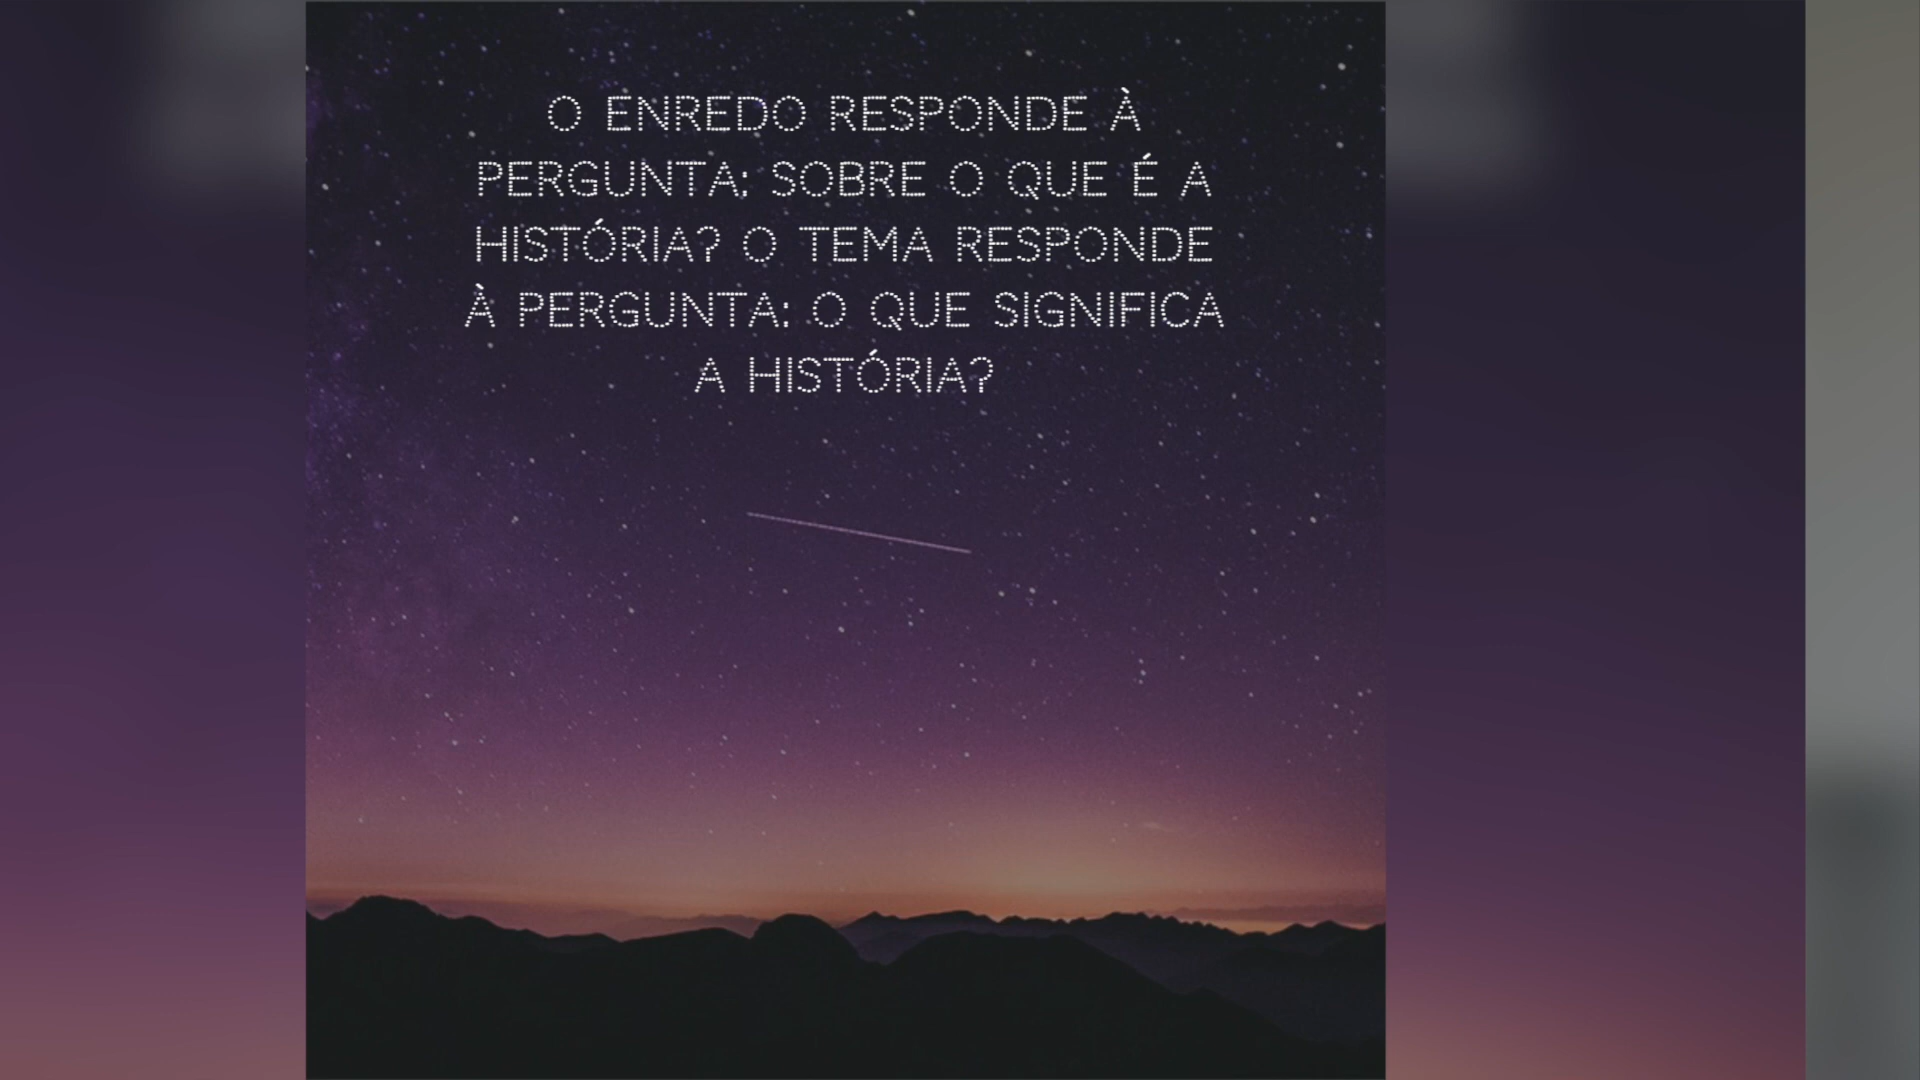 O ENREDO RESPONDE À
PERGUNTA: SOBRE O QUE É A
HISTÓRIA? O TEMA RESPONDE
À PERGUNTA: O QUE SIGNIFICA
A HISTÓRIA?